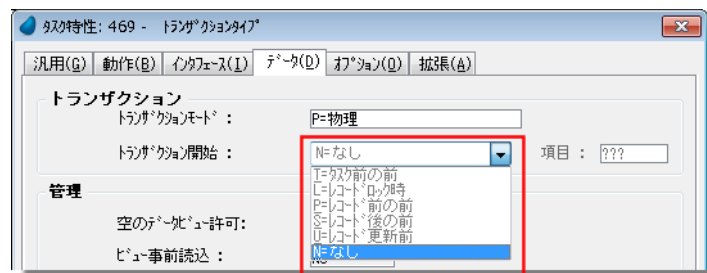 ﾀｽｸ特性: 469 - ﾄﾗﾝｻﾞｸｼｮﾝﾀｲﾌﾟ
汎用(G) 動作(B) ｲﾝﾀﾌｪｰｽ(I) ﾃﾞｰﾀ(D) ｵﾌﾟｼｮﾝ(O) 拡張(A)
トランザクション
ﾄﾗﾝｻﾞｸｼｮﾝﾓｰﾄﾞ : P=物理
ﾄﾗﾝｻﾞｸｼｮﾝ開始 : N=なし 項目 : ???
T=ﾀｽｸ前の前
L=ﾚｺｰﾄﾞﾛｯｸ時
P=ﾚｺｰﾄﾞ前の前
S=ﾚｺｰﾄﾞ後の前
U=ﾚｺｰﾄﾞ更新前
N=なし
管理
空のﾃﾞｰﾀﾋﾞｭｰ許可:
ﾋﾞｭｰ事前読込 :